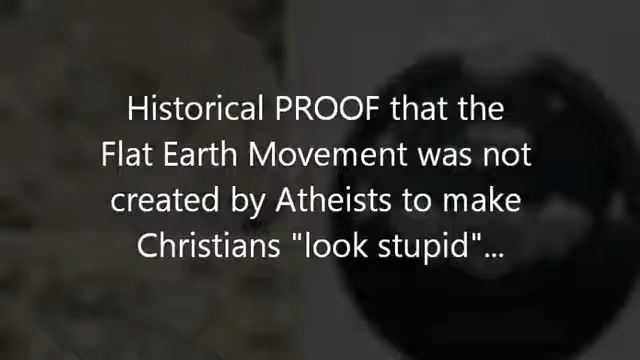 Historical PROOF that the
Flat Earth Movement was not
created by Atheists to make
Christians "look stupid"...